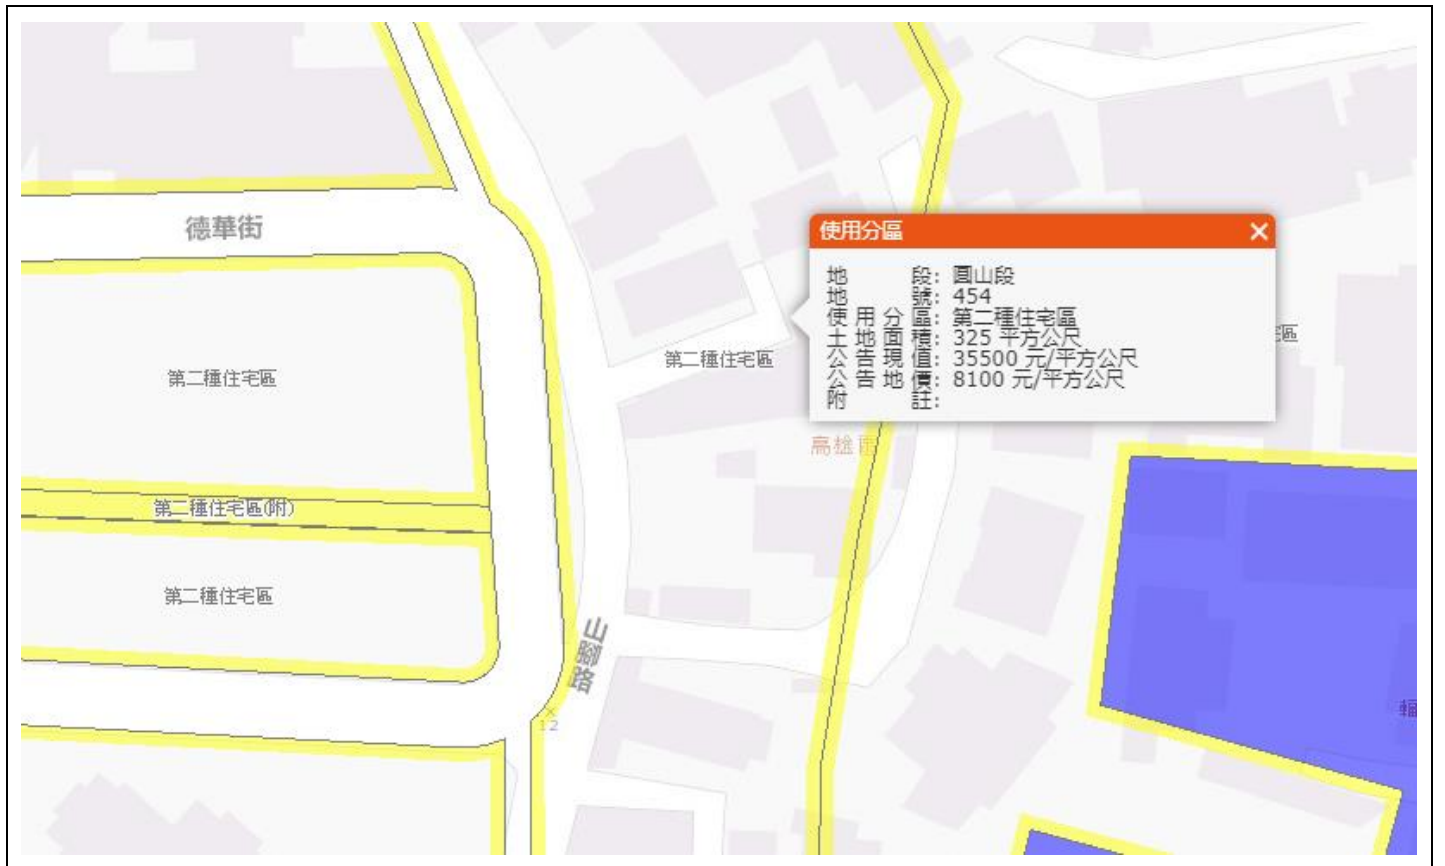 德華街
使用分區
地段: 圓山段
地號: 454
使用分區: 第二種住宅區
土地面積: 325 平方公尺
公告現值: 35500 元/平方公尺
公告地價: 8100 元/平方公尺
附註:
第二種住宅區
宅區
第二種住宅區
高雄
第二種住宅區(附)
第二種住宅區
山腳路
12